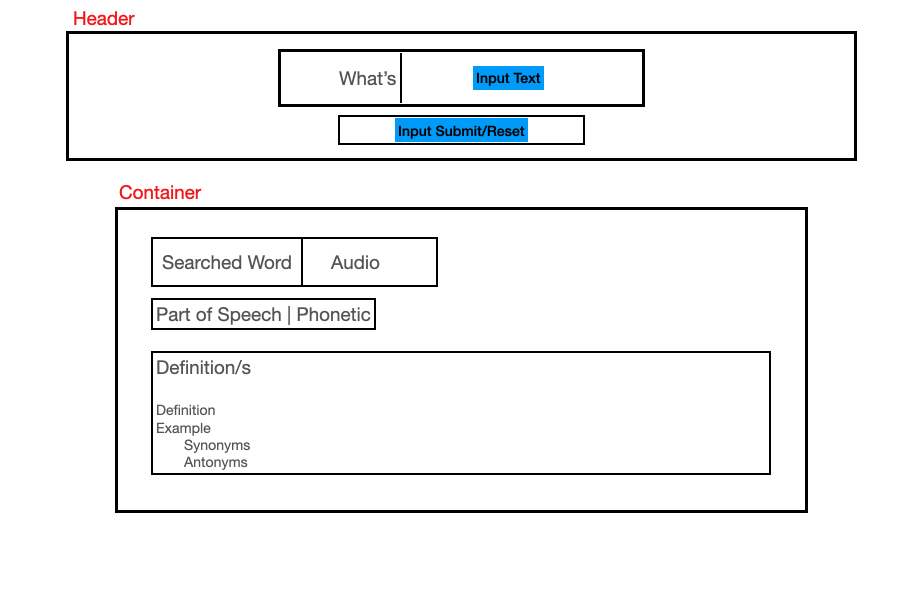 Header
What's
Input Text
Input Submit/Reset
Container
Searched Word
Audio
Part of Speech | Phonetic
Definition/s
Definition
Example
Synonyms
Antonyms